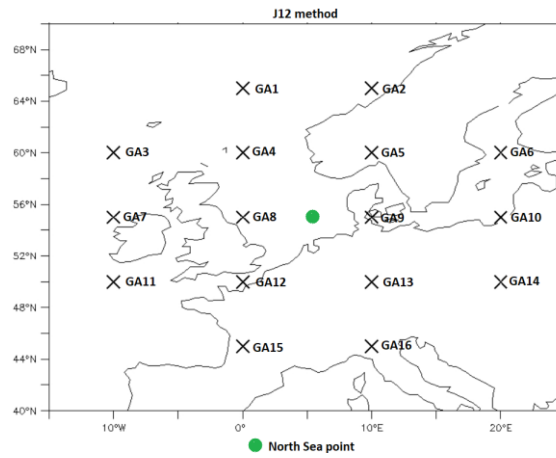 J12 method
68°N
GA1
GA2
64°N
GA3
GA4
GA5
GA6
60°N
GA7
GA8
GA9
GA10
56°N
52°N
GA11
GA12
GA13
GA14
48°N
GA15
GA16
44°N
40°N
10°W
0°
10°E
20°E
North Sea point